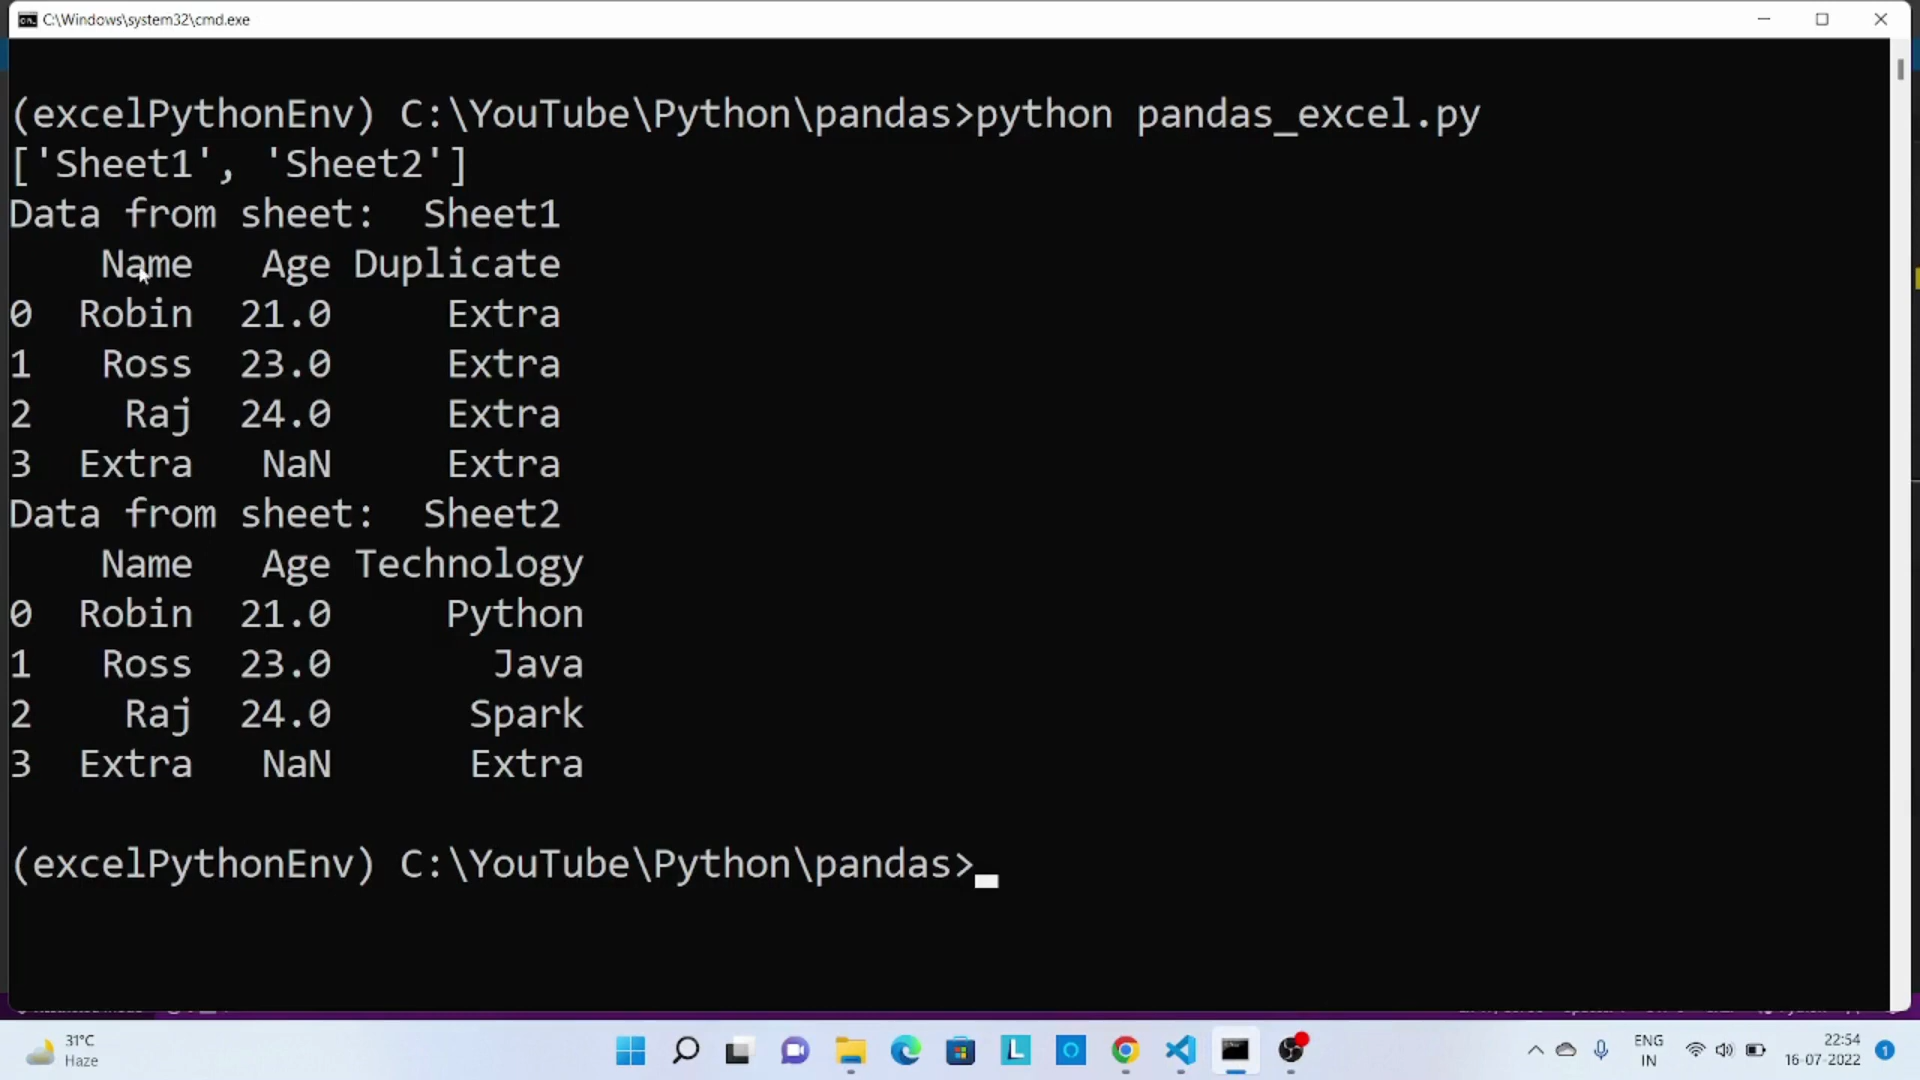 C:\Windows\system32\cmd.exe
(excelPythonEnv) C:\YouTube\Python\pandas>python pandas_excel.py
['Sheet1', 'Sheet2']
Data from sheet:  Sheet1
    Name   Age Duplicate
0  Robin  21.0     Extra
1   Ross  23.0     Extra
2    Raj  24.0     Extra
3  Extra   NaN     Extra
Data from sheet:  Sheet2
    Name   Age Technology
0  Robin  21.0     Python
1   Ross  23.0       Java
2    Raj  24.0      Spark
3  Extra   NaN      Extra
(excelPythonEnv) C:\YouTube\Python\pandas>
31°C
Haze
ENG
IN
22:54
16-07-2022
1